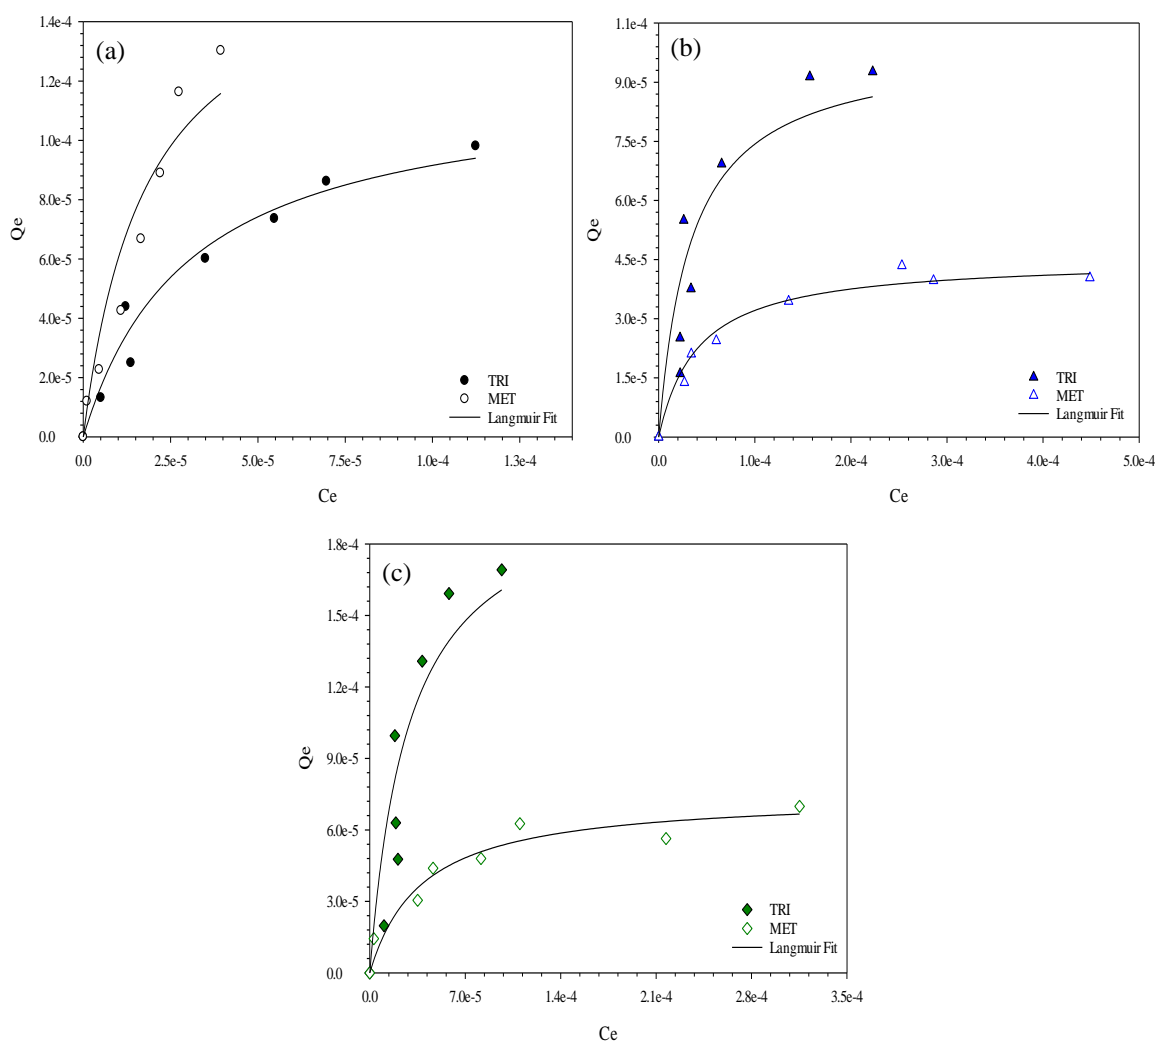 (a)
1.4e-4
1.2e-4
1.0e-4
8.0e-5
6.0e-5
4.0e-5
2.0e-5
0.0
Qe
TRI
MET
Langmuir Fit
0.0 2.5e-5 5.0e-5 7.5e-5 1.0e-4 1.3e-4
Ce
(b)
1.1e-4
9.0e-5
7.5e-5
6.0e-5
4.5e-5
3.0e-5
1.5e-5
0.0
Qe
TRI
MET
Langmuir Fit
0.0 1.0e-4 2.0e-4 3.0e-4 4.0e-4 5.0e-4
Ce
(c)
1.8e-4
1.5e-4
1.2e-4
9.0e-5
6.0e-5
3.0e-5
0.0
Qe
TRI
MET
Langmuir Fit
0.0 7.0e-5 1.4e-4 2.1e-4 2.8e-4 3.5e-4
Ce